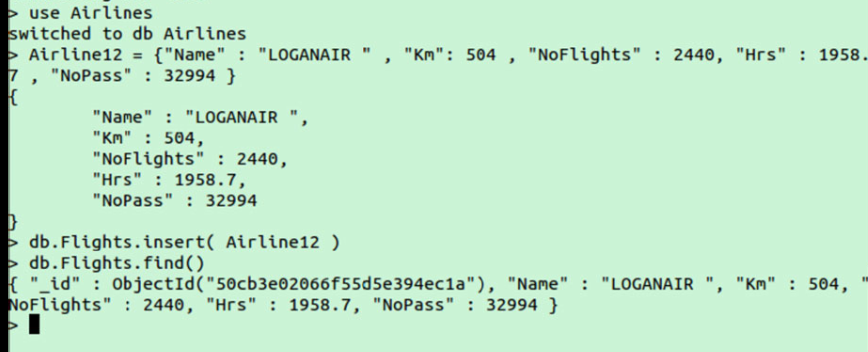 > use Airlines
switched to db Airlines
> Airline12 = {"Name" : "LOGANAIR " , "Km": 504 , "NoFlights" : 2440, "Hrs" : 1958.
7 , "NoPass" : 32994 }
{
"Name" : "LOGANAIR ",
"Km" : 504,
"NoFlights" : 2440,
"Hrs" : 1958.7,
"NoPass" : 32994
}
> db.Flights.insert( Airline12 )
> db.Flights.find()
{ "_id" : ObjectId("50cb3e02066f55d5e394ec1a"), "Name" : "LOGANAIR ", "Km" : 504, "
NoFlights" : 2440, "Hrs" : 1958.7, "NoPass" : 32994 }
>